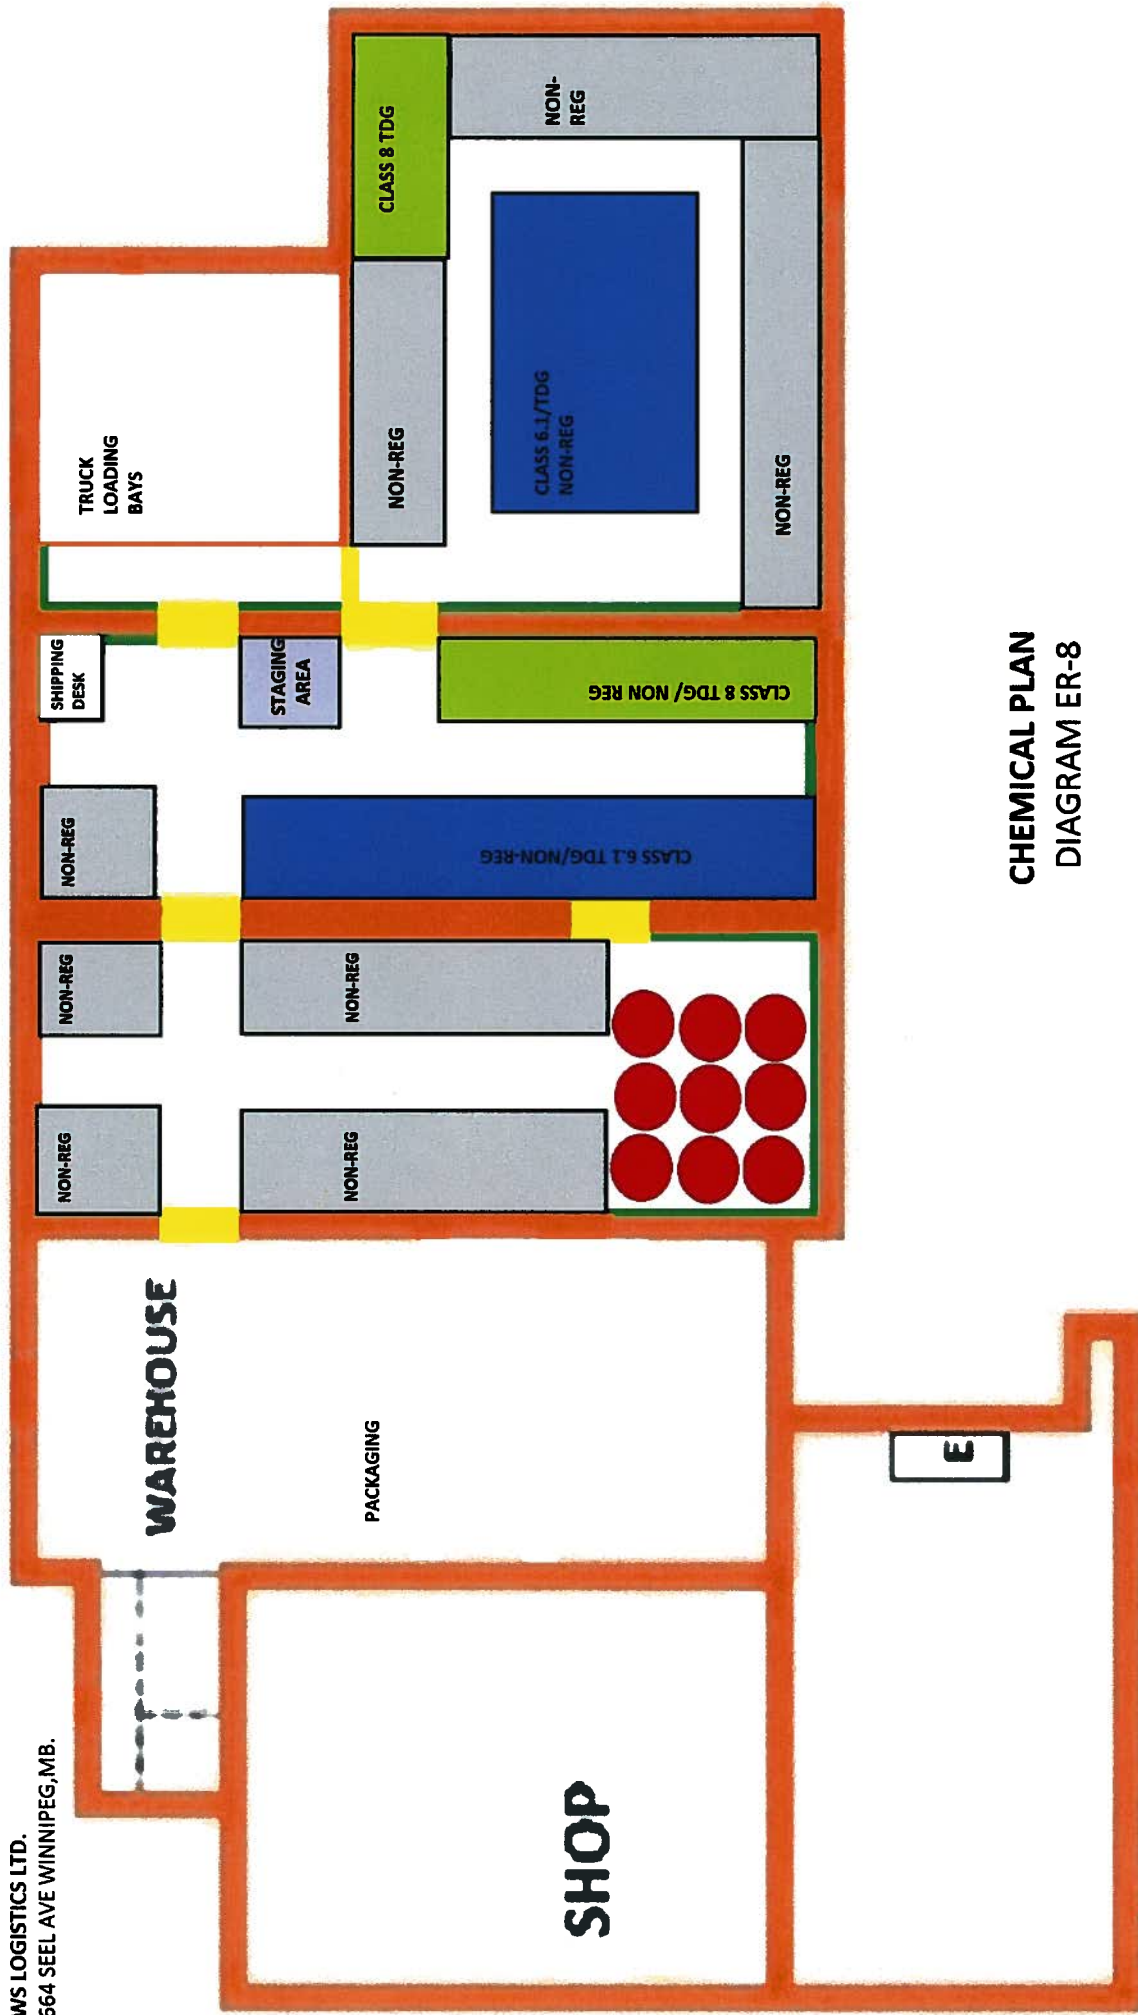 WS LOGISTICS LTD.
664 SEEL AVE WINNIPEG,MB.
SHOP
WAREHOUSE
PACKAGING
E
NON-REG
NON-REG
NON-REG
NON-REG
NON-REG
CLASS 6.1 TDG/NON-REG
SHIPPING
DESK
STAGING
AREA
CLASS 8 TDG/ NON REG
TRUCK
LOADING
BAYS
NON-REG
CLASS 8 TDG
CLASS 6.1/TDG
NON-REG
NON-REG
NON-
REG
CHEMICAL PLAN
DIAGRAM ER-8